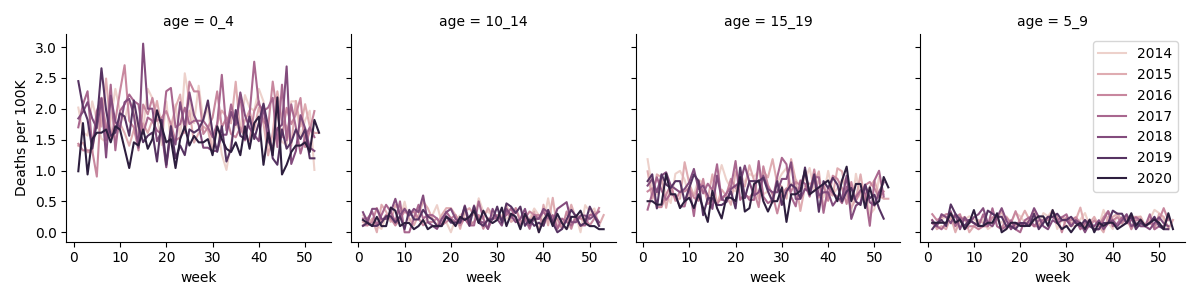 age = 0_4
age = 10_14
age = 15_19
age = 5_9
Deaths per 100K
3.0
2.5
2.0
1.5
1.0
0.5
0.0
2014
2015
2016
2017
2018
2019
2020
0 10 20 30 40 50
0 10 20 30 40 50
0 10 20 30 40 50
0 10 20 30 40 50
week
week
week
week